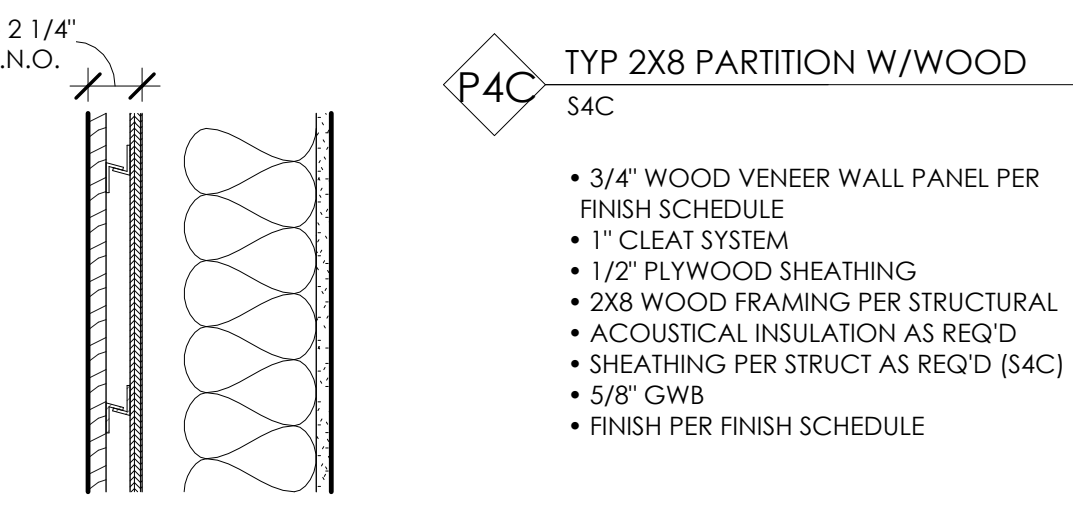 2 1/4"
.N.O.
P4C
TYP 2X8 PARTITION W/WOOD
S4C
• 3/4" WOOD VENEER WALL PANEL PER
FINISH SCHEDULE
• 1" CLEAT SYSTEM
• 1/2" PLYWOOD SHEATHING
• 2X8 WOOD FRAMING PER STRUCTURAL
• ACOUSTICAL INSULATION AS REQ'D
• SHEATHING PER STRUCT AS REQ'D (S4C)
• 5/8" GWB
• FINISH PER FINISH SCHEDULE